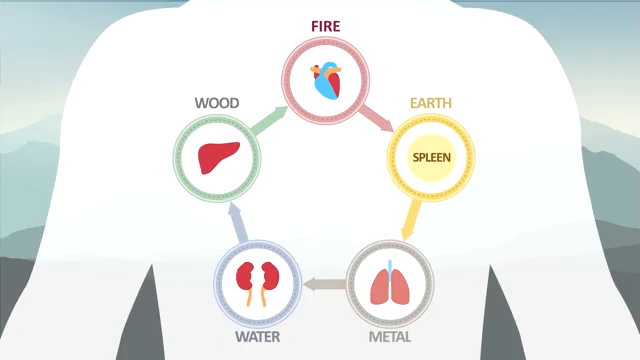 FIRE
WOOD
EARTH
SPLEEN
WATER
METAL